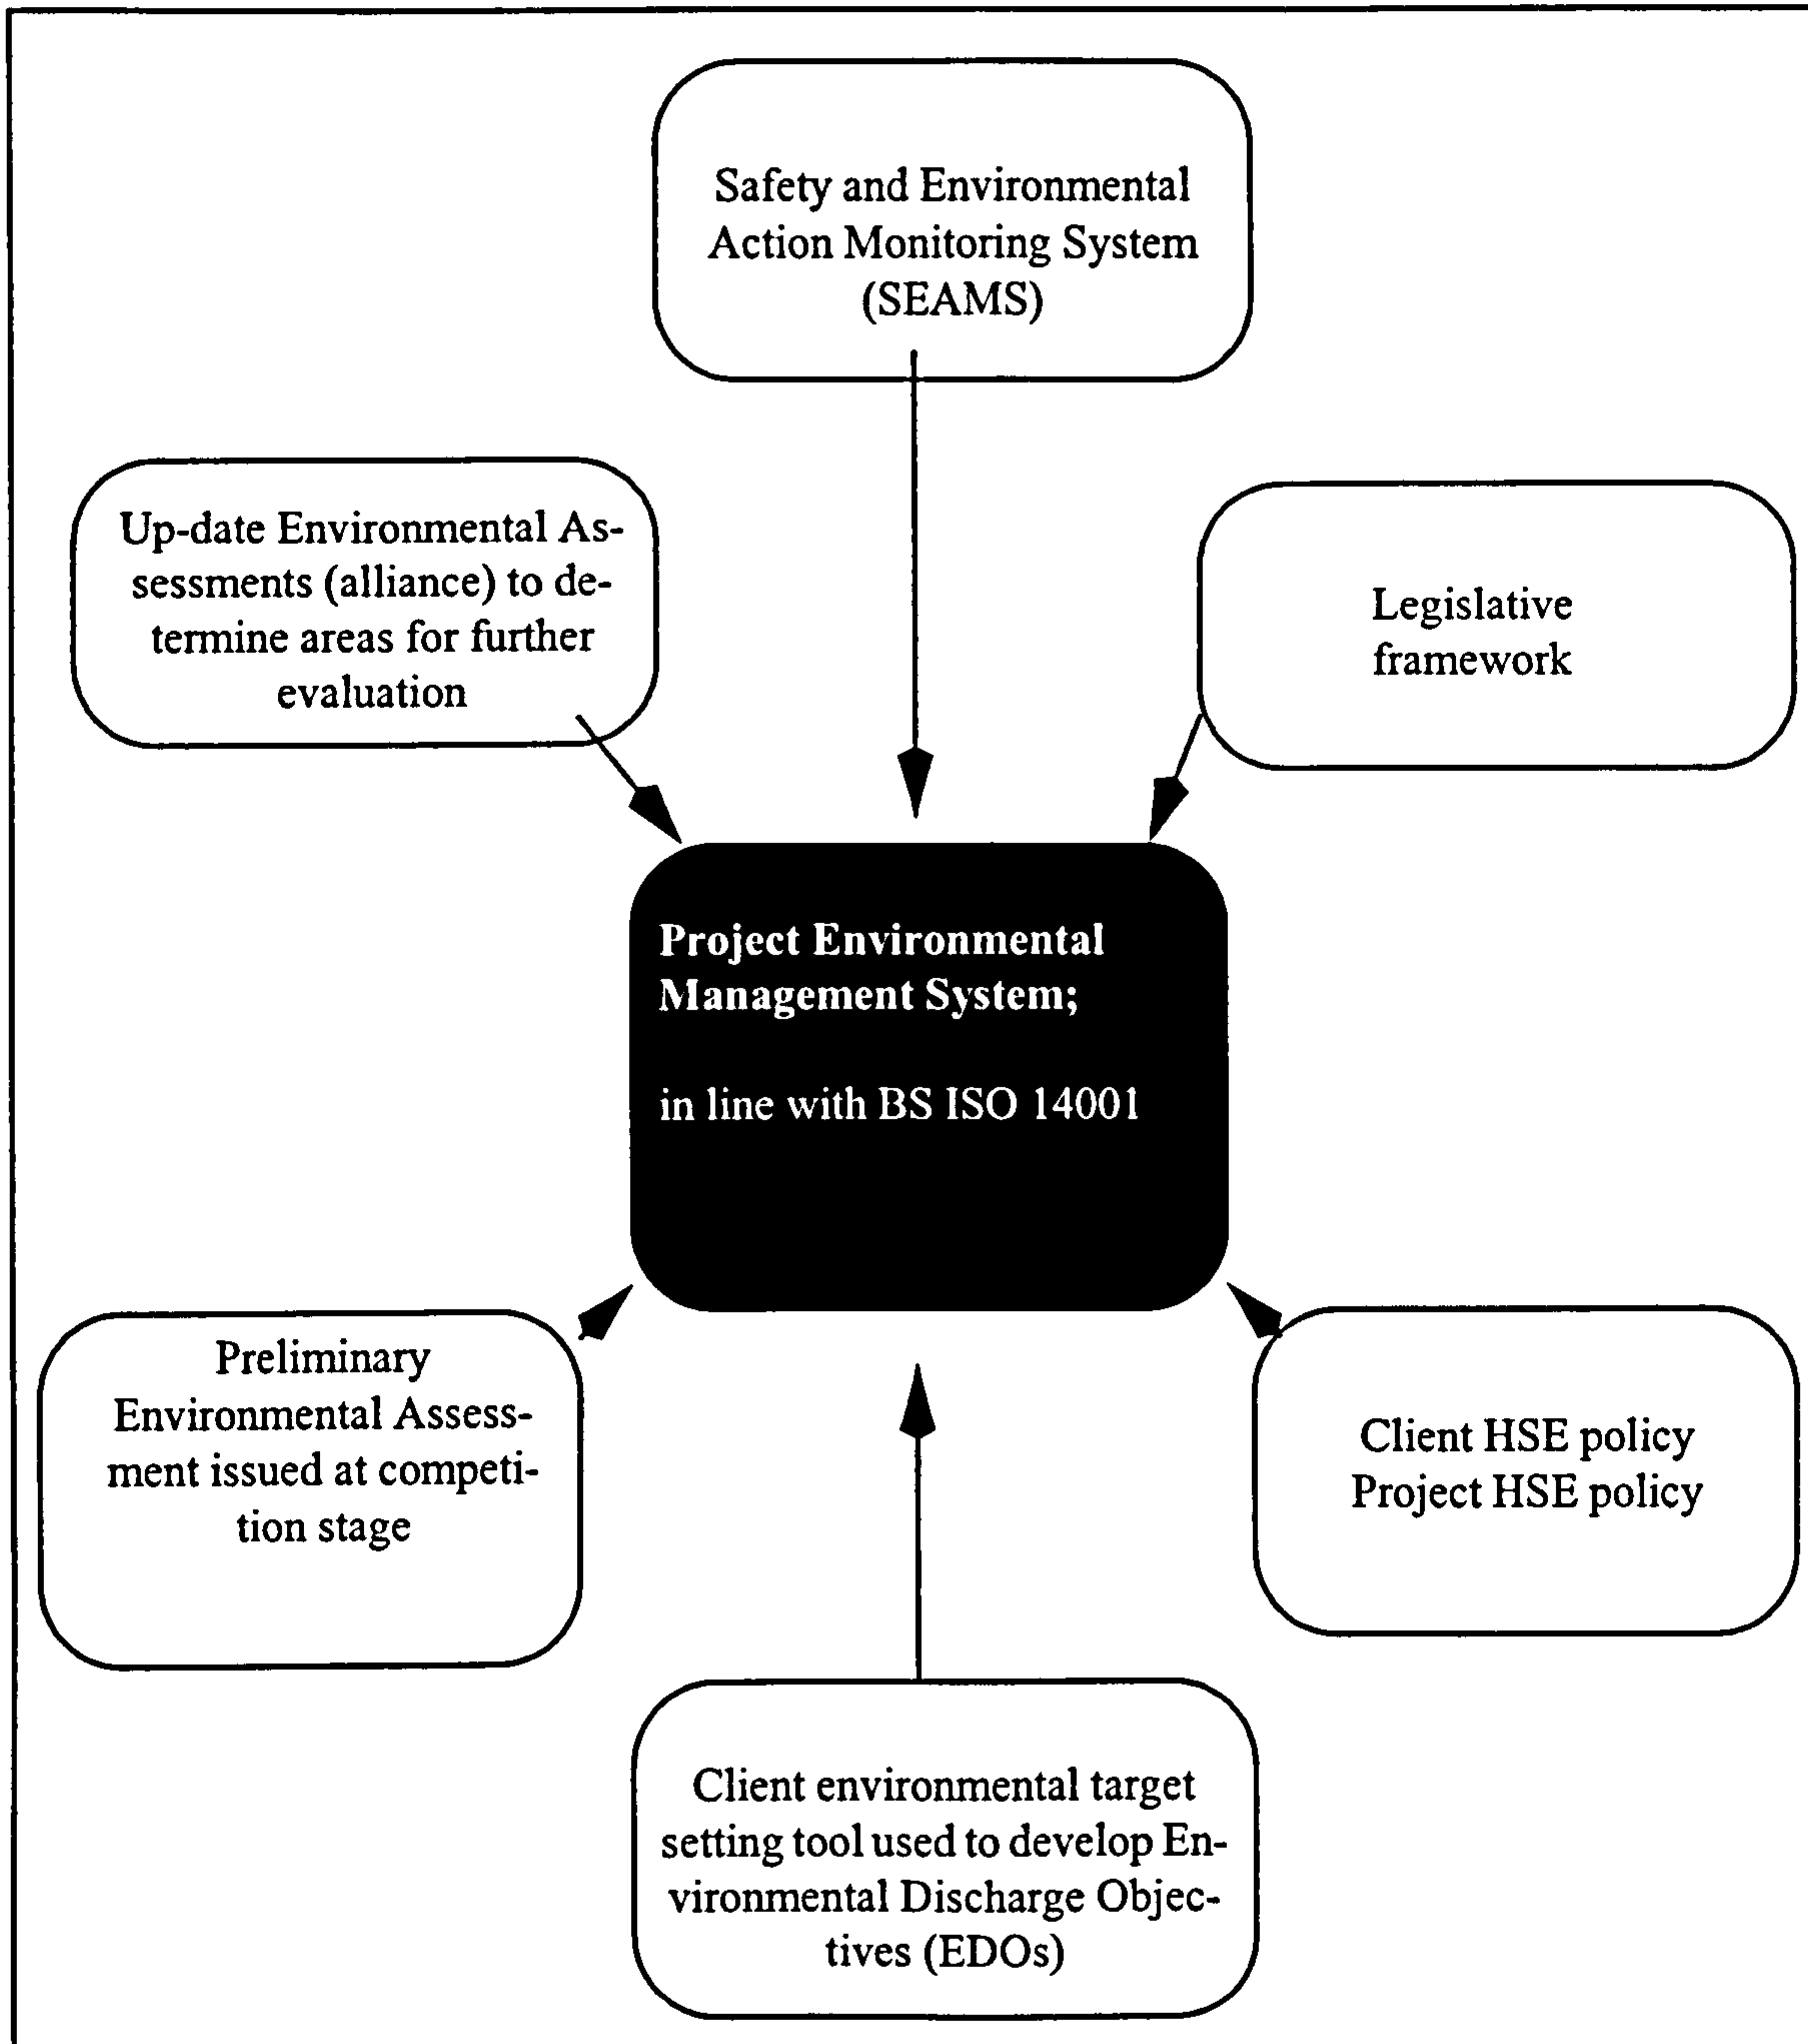 Safety and Environmental
Action Monitoring System
(SEAMS)
Up-date Environmental As-
sessments (alliance) to de-
termine areas for further
evaluation
Legislative
framework
Project Environmental
Management System;
in line with BS ISO 14001
Preliminary
Environmental Assess-
ment issued at competi-
tion stage
Client HSE policy
Project HSE policy
Client environmental target
setting tool used to develop En-
vironmental Discharge Objec-
tives (EDOs)